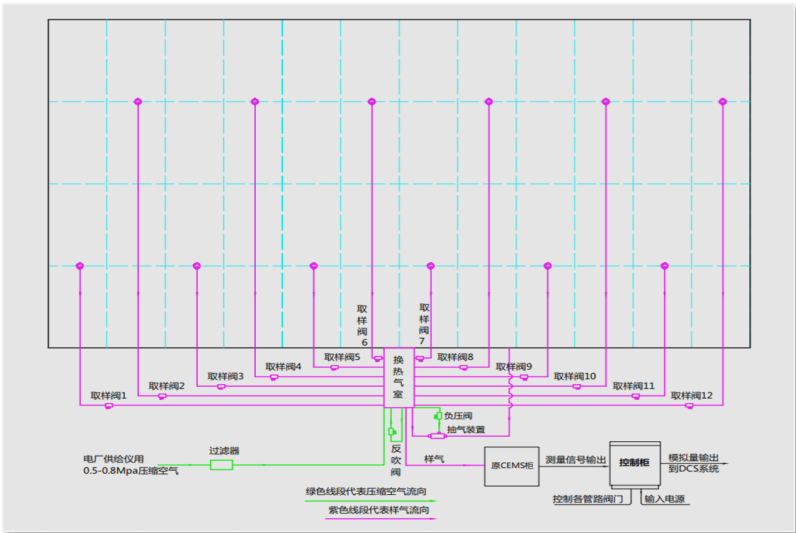 取样阀6
取样阀7
取样阀1
取样阀2
取样阀3
取样阀4
取样阀5
换热气室
取样阀8
取样阀9
取样阀10
取样阀11
取样阀12
负压阀
抽气装置
反吹阀
过滤器
电厂供给仪用
0.5-0.8Mpa压缩空气
样气
原CEMS柜
测量信号输出
控制柜
模拟量输出
到DCS系统
控制各管路阀门
输入电源
绿色线段代表压缩空气流向
紫色线段代表样气流向